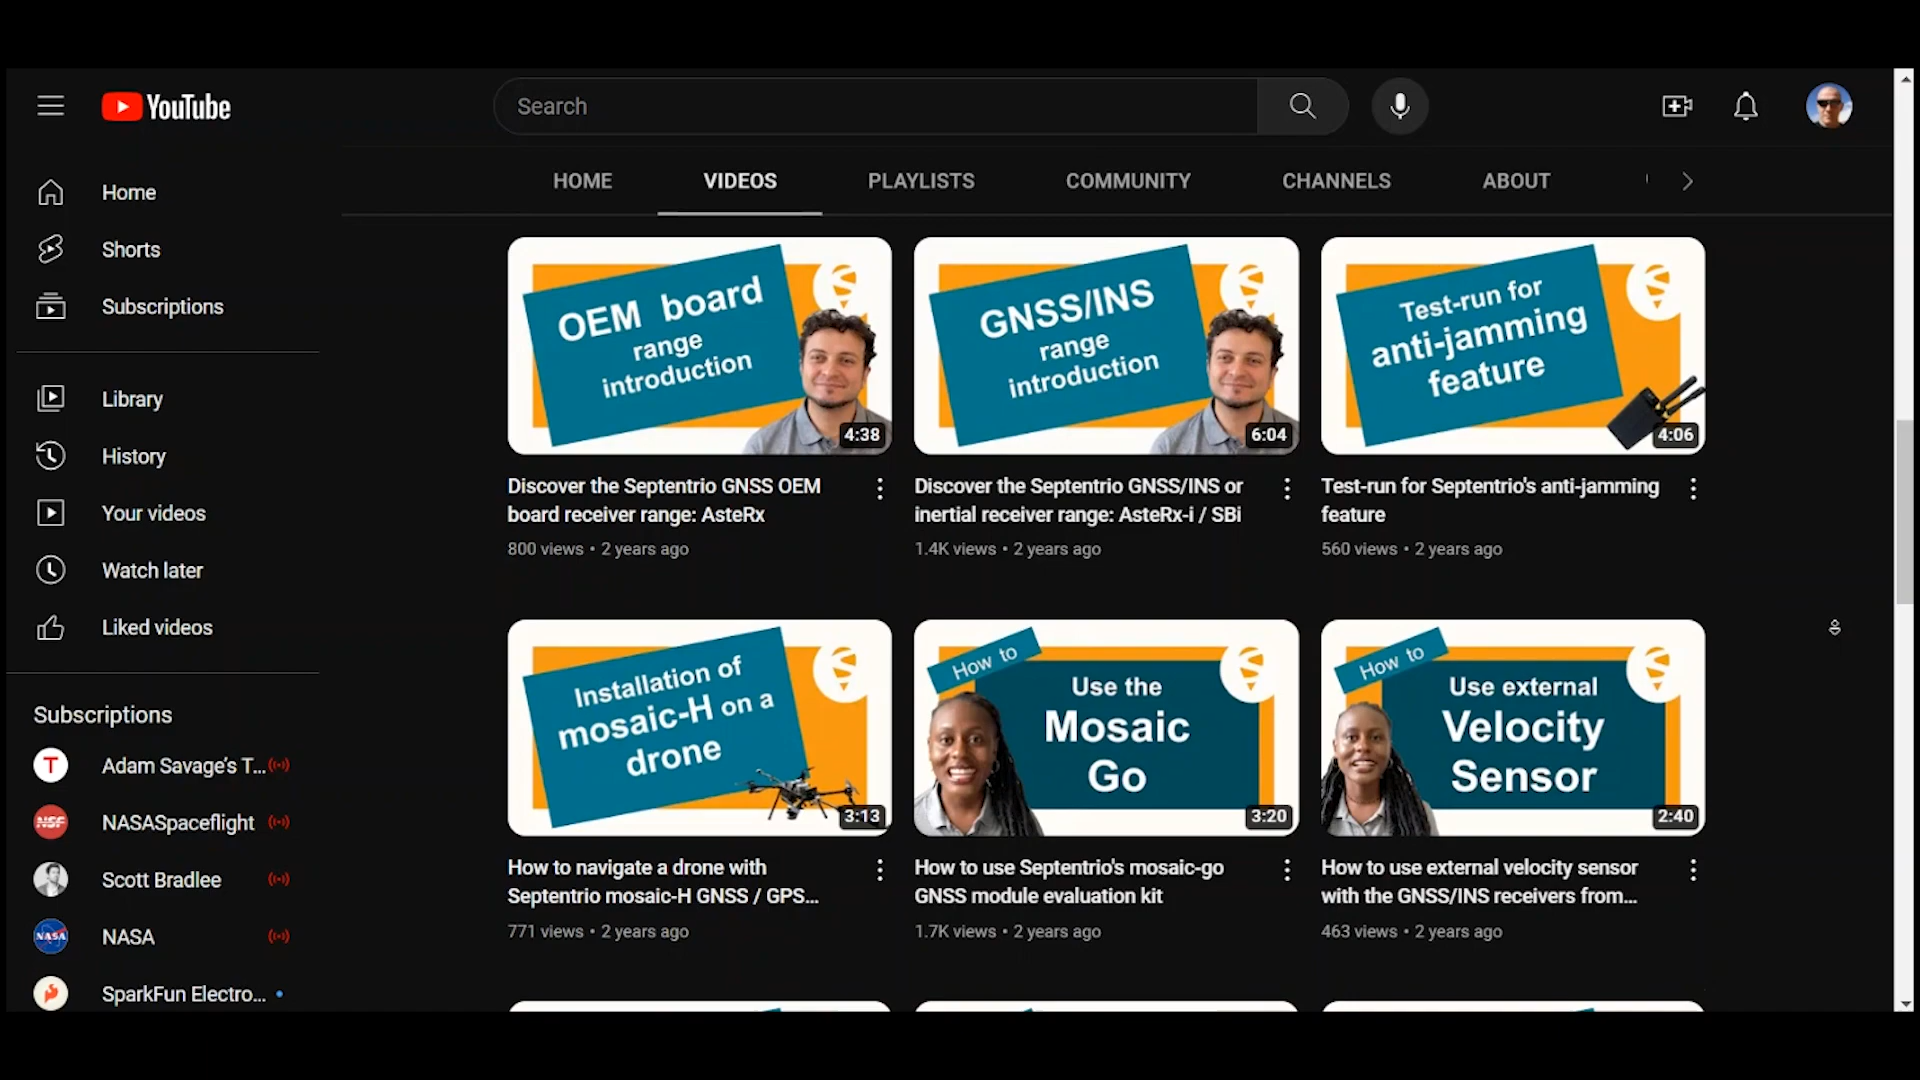 YouTube
Search
HOME
VIDEOS
PLAYLISTS
COMMUNITY
CHANNELS
ABOUT
Home
Shorts
Subscriptions
Library
History
Your videos
Watch later
Liked videos
Subscriptions
T
Adam Savage's T...
NSF
NASASpaceflight
Scott Bradlee
NASA
NASA
SparkFun Electro...
OEM board
range
introduction
4:38
Discover the Septentrio GNSS OEM
board receiver range: AsteRx
800 views • 2 years ago
GNSS/INS
range
introduction
6:04
Discover the Septentrio GNSS/INS or
inertial receiver range: AsteRx-i / SBi
1.4K views • 2 years ago
Test-run for
anti-jamming
feature
4:06
Test-run for Septentrio's anti-jamming
feature
560 views • 2 years ago
Installation of
mosaic-H on a
drone
3:13
How to navigate a drone with
Septentrio mosaic-H GNSS / GPS...
771 views • 2 years ago
How to
Use the
Mosaic
Go
3:20
How to use Septentrio's mosaic-go
GNSS module evaluation kit
1.7K views • 2 years ago
How to
Use external
Velocity
Sensor
2:40
How to use external velocity sensor
with the GNSS/INS receivers from...
463 views • 2 years ago